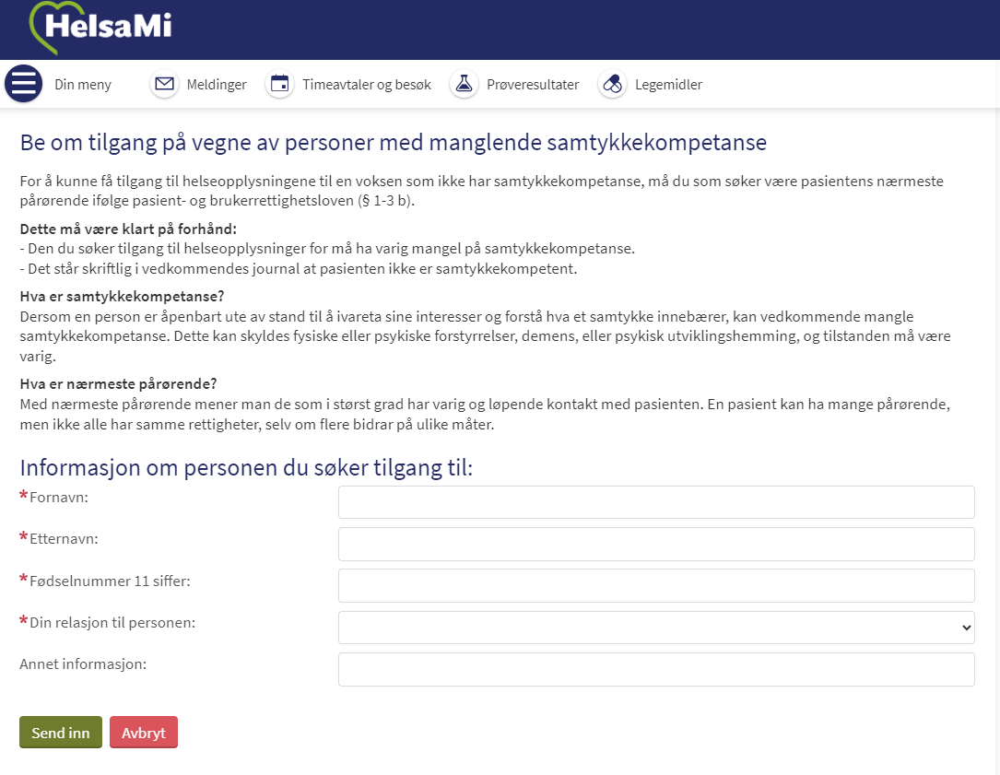 HelsaMi
Din meny
Meldinger
Timeavtaler og besøk
Prøveresultater
Legemidler
Be om tilgang på vegne av personer med manglende samtykkekompetanse
For å kunne få tilgang til helseopplysningene til en voksen som ikke har samtykkekompetanse, må du som søker være pasientens nærmeste
pårørende ifølge pasient- og brukerrettighetsloven (§ 1-3 b).
Dette må være klart på forhånd:
- Den du søker tilgang til helseopplysninger for må ha varig mangel på samtykkekompetanse.
- Det står skriftlig i vedkommendes journal at pasienten ikke er samtykkekompetent.
Hva er samtykkekompetanse?
Dersom en person er åpenbart ute av stand til å ivareta sine interesser og forstå hva et samtykke innebærer, kan vedkommende mangle
samtykkekompetanse. Dette kan skyldes fysiske eller psykiske forstyrrelser, demens, eller psykisk utviklingshemming, og tilstanden må være
varig.
Hva er nærmeste pårørende?
Med nærmeste pårørende mener man de som i størst grad har varig og løpende kontakt med pasienten. En pasient kan ha mange pårørende,
men ikke alle har samme rettigheter, selv om flere bidrar på ulike måter.
Informasjon om personen du søker tilgang til:
*Fornavn:
*Etternavn:
*Fødselnummer 11 siffer:
*Din relasjon til personen:
Annet informasjon:
Send inn
Avbryt